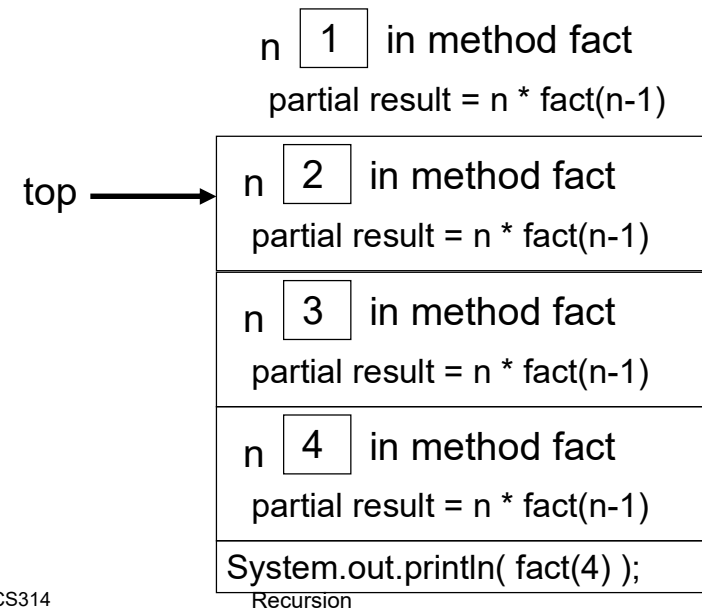 n 1 in method fact
partial result = n * fact(n-1)
top n 2 in method fact
partial result = n * fact(n-1)
n 3 in method fact
partial result = n * fact(n-1)
n 4 in method fact
partial result = n * fact(n-1)
System.out.println( fact(4) );
CS314 Recursion